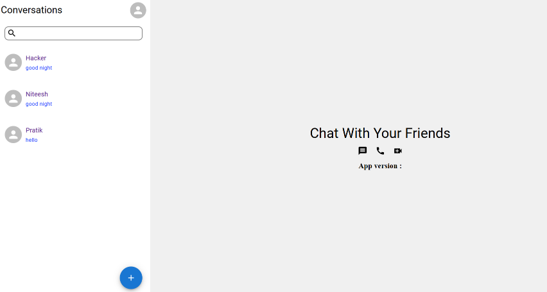 Conversations
Hacker
good night
Niteesh
good night
Pratik
hello
Chat With Your Friends
App version :